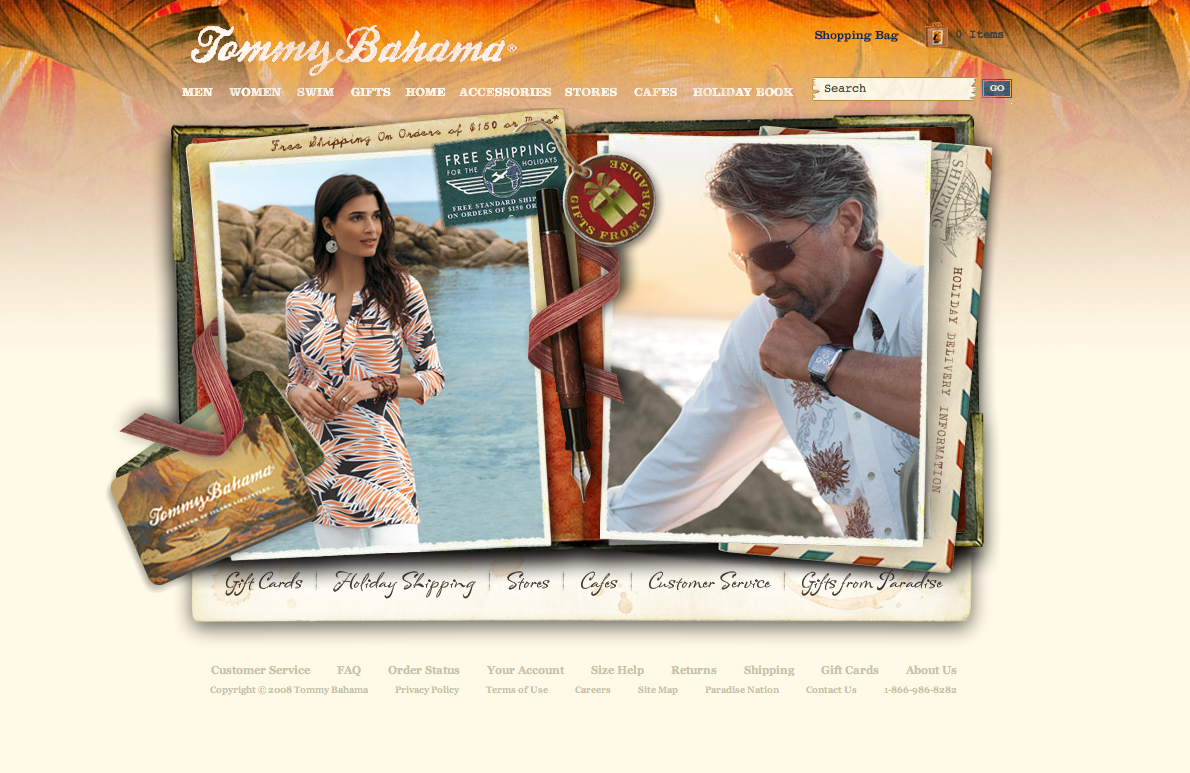 Tommy Bahama®
Shopping Bag
0 Items
MEN WOMEN SWIM GIFTS HOME ACCESSORIES STORES CAFES HOLIDAY BOOK
Search
GO
Free Shipping On Orders of $150 or More*
FREE SHIPPING
FOR THE HOLIDAYS
FREE STANDARD
ON ORDERS OF $150
GIFTS FROM PARADISE
SHIPPING
HOLIDAY DELIVERY INFORMATION
Tommy Bahama
PURVEYOR OF ISLAND LIFESTYLES
Gift Cards Holiday Shipping Stores Cafes Customer Service Gifts from Paradise
Customer Service FAQ Order Status Your Account Size Help Returns Shipping Gift Cards About Us
Copyright © 2008 Tommy Bahama Privacy Policy Terms of Use Careers Site Map Paradise Nation Contact Us 1-866-986-8282